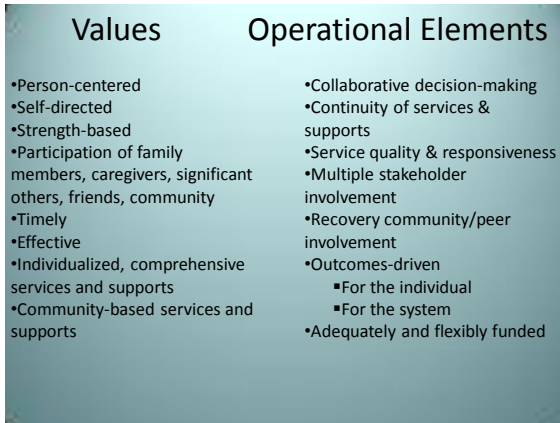 Values
•Person-centered
•Self-directed
•Strength-based
•Participation of family
members, caregivers, significant
others, friends, community
•Timely
•Effective
•Individualized, comprehensive
services and supports
•Community-based services and
supports
Operational Elements
•Collaborative decision-making
•Continuity of services &
supports
•Service quality & responsiveness
•Multiple stakeholder
involvement
•Recovery community/peer
involvement
•Outcomes-driven
▪For the individual
▪For the system
•Adequately and flexibly funded